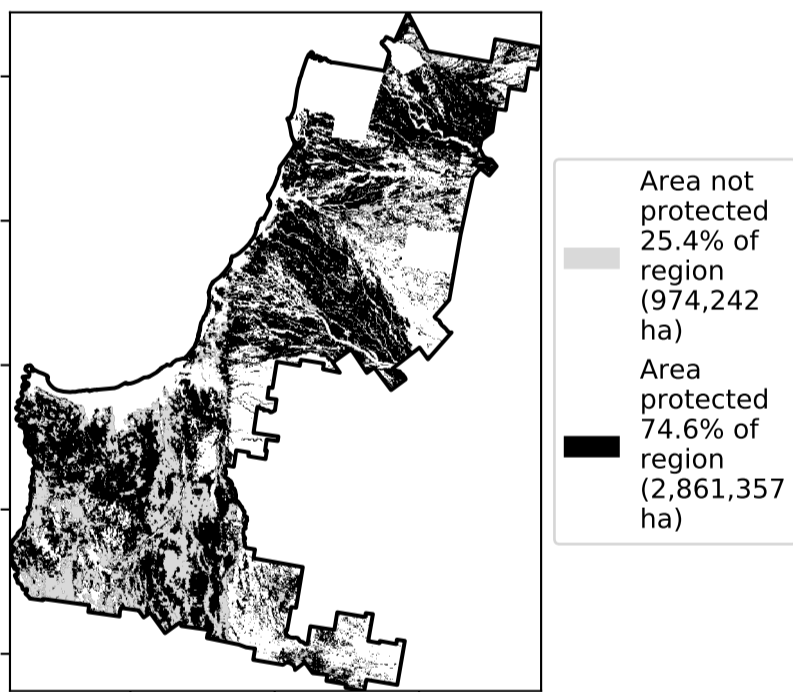 Area not
protected
25.4% of
region
(974,242
ha)
Area
protected
74.6% of
region
(2,861,357
ha)